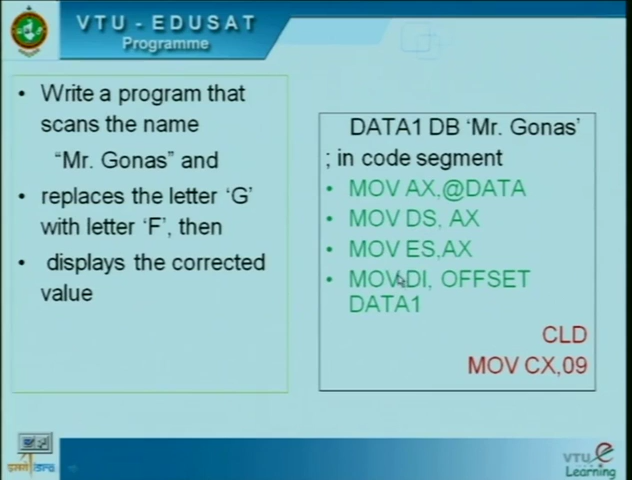 VTU - EDUSAT
Programme
• Write a program that
scans the name
“Mr. Gonas” and
• replaces the letter ‘G’
with letter ‘F’, then
• displays the corrected
value
DATA1 DB ‘Mr. Gonas’
; in code segment
• MOV AX,@DATA
• MOV DS, AX
• MOV ES,AX
• MOV DI, OFFSET
DATA1
CLD
MOV CX,09
VTU e
Learning